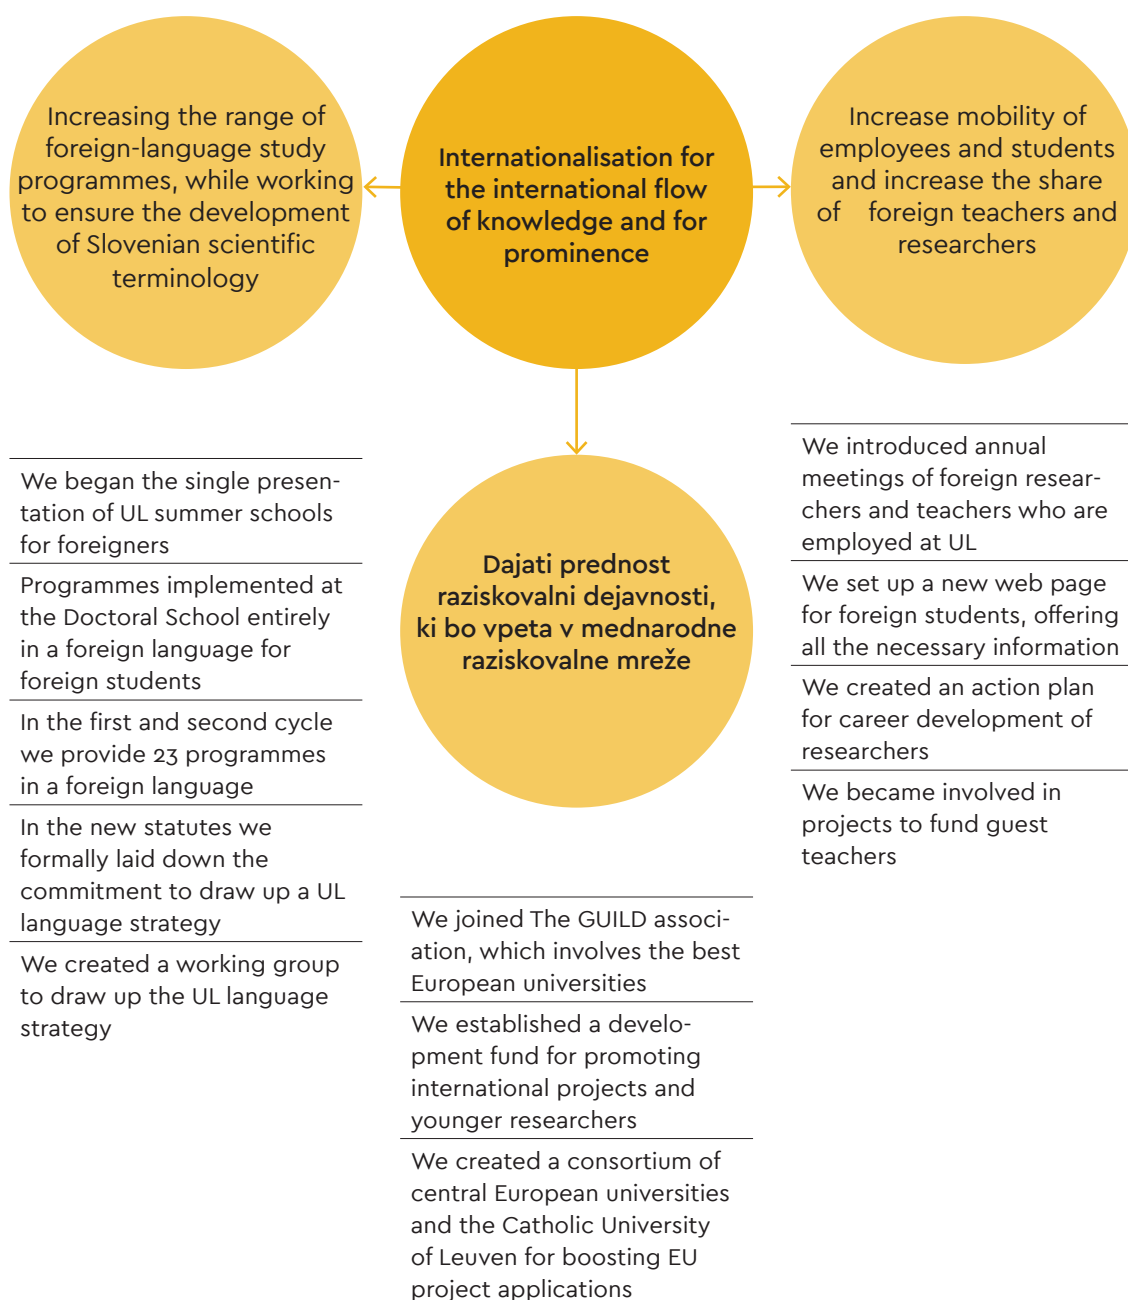 Increasing the range of
foreign-language study
programmes, while working
to ensure the development
of Slovenian scientific
terminology
Internationalisation for
the international flow
of knowledge and for
prominence
Increase mobility of
employees and students
and increase the share
of foreign teachers and
researchers
We began the single presen-
tation of UL summer schools
for foreigners
Programmes implemented at
the Doctoral School entirely
in a foreign language for
foreign students
In the first and second cycle
we provide 23 programmes
in a foreign language
In the new statutes we
formally laid down the
commitment to draw up a UL
language strategy
We created a working group
to draw up the UL language
strategy
Dajati prednost
raziskovalni dejavnosti,
ki bo vpeta v mednarodne
raziskovalne mreže
We joined The GUILD associ-
ation, which involves the best
European universities
We established a develo-
pment fund for promoting
international projects and
younger researchers
We created a consortium of
central European universities
and the Catholic University
of Leuven for boosting EU
project applications
We introduced annual
meetings of foreign resear-
chers and teachers who are
employed at UL
We set up a new web page
for foreign students, offering
all the necessary information
We created an action plan
for career development of
researchers
We became involved in
projects to fund guest
teachers